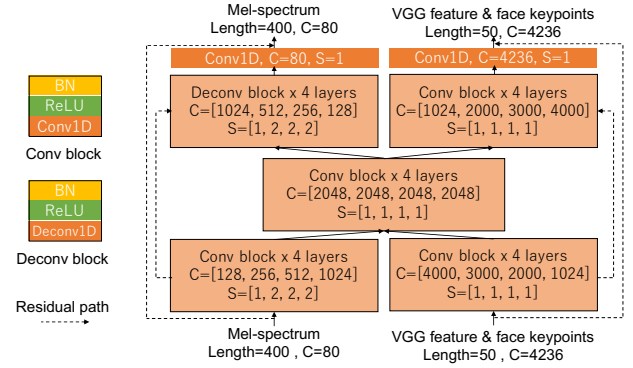 Mel-spectrum
Length=400, C=80
VGG feature & face keypoints
Length=50, C=4236
Conv1D, C=80, S=1
Conv1D, C=4236, S=1
BN
ReLU
Conv1D
Conv block
Deconv block x 4 layers
C=[1024, 512, 256, 128]
S=[1, 2, 2, 2]
Conv block x 4 layers
C=[1024, 2000, 3000, 4000]
S=[1, 1, 1, 1]
Conv block x 4 layers
C=[2048, 2048, 2048, 2048]
S=[1, 1, 1, 1]
BN
ReLU
Deconv1D
Deconv block
Conv block x 4 layers
C=[128, 256, 512, 1024]
S=[1, 2, 2, 2]
Conv block x 4 layers
C=[4000, 3000, 2000, 1024]
S=[1, 1, 1, 1]
Residual path
Mel-spectrum
Length=400 , C=80
VGG feature & face keypoints
Length=50 , C=4236